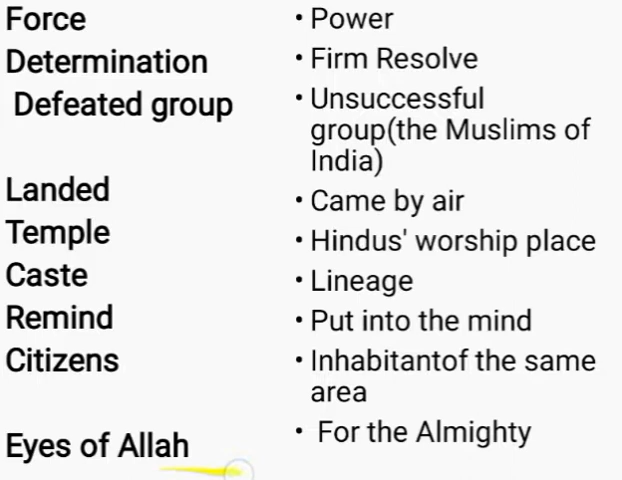 Force
Determination
Defeated group
Landed
Temple
Caste
Remind
Citizens
Eyes of Allah
• Power
• Firm Resolve
• Unsuccessful
group(the Muslims of
India)
• Came by air
• Hindus' worship place
• Lineage
• Put into the mind
• Inhabitantof the same
area
• For the Almighty